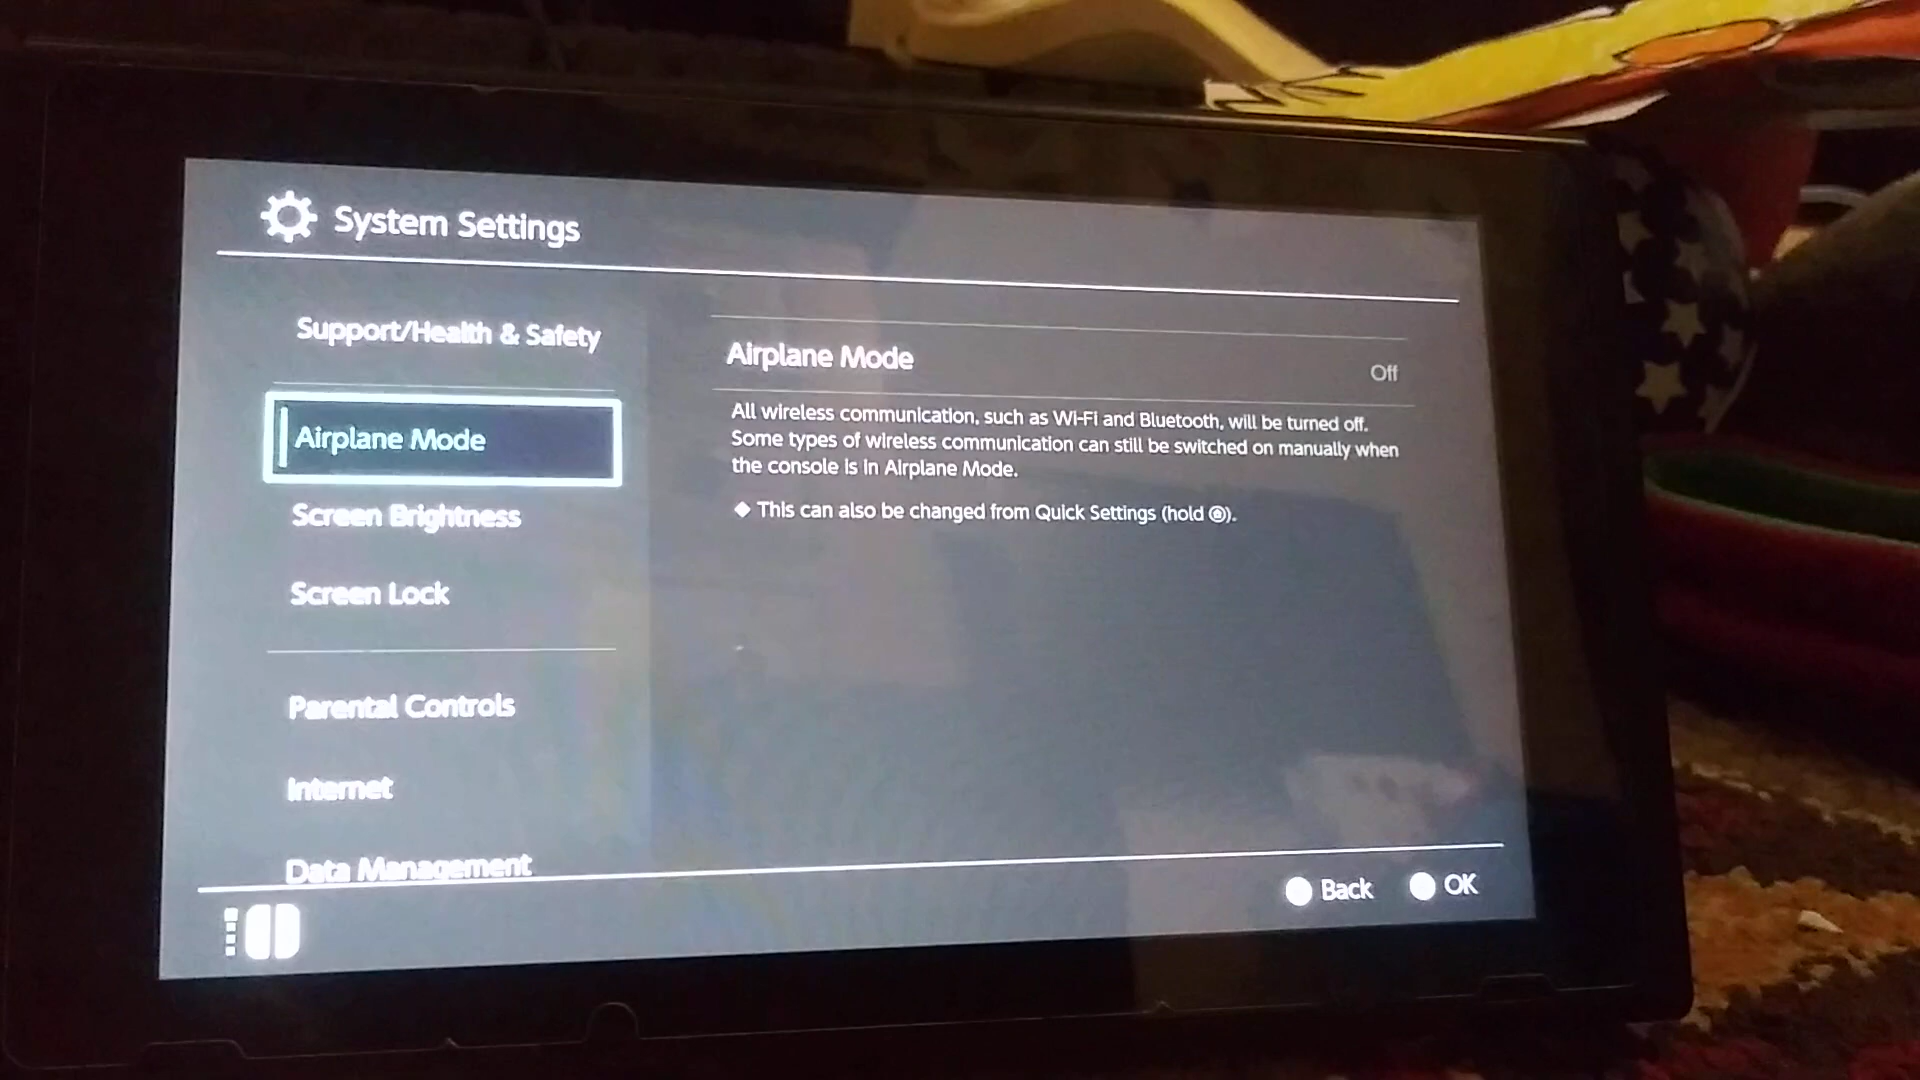 System Settings
Support/Health & Safety
Airplane Mode
Screen Brightness
Screen Lock
Parental Controls
Internet
Data Management
Airplane Mode
Off
All wireless communication, such as Wi-Fi and Bluetooth, will be turned off.
Some types of wireless communication can still be switched on manually when
the console is in Airplane Mode.
◆ This can also be changed from Quick Settings (hold ).
Back
OK